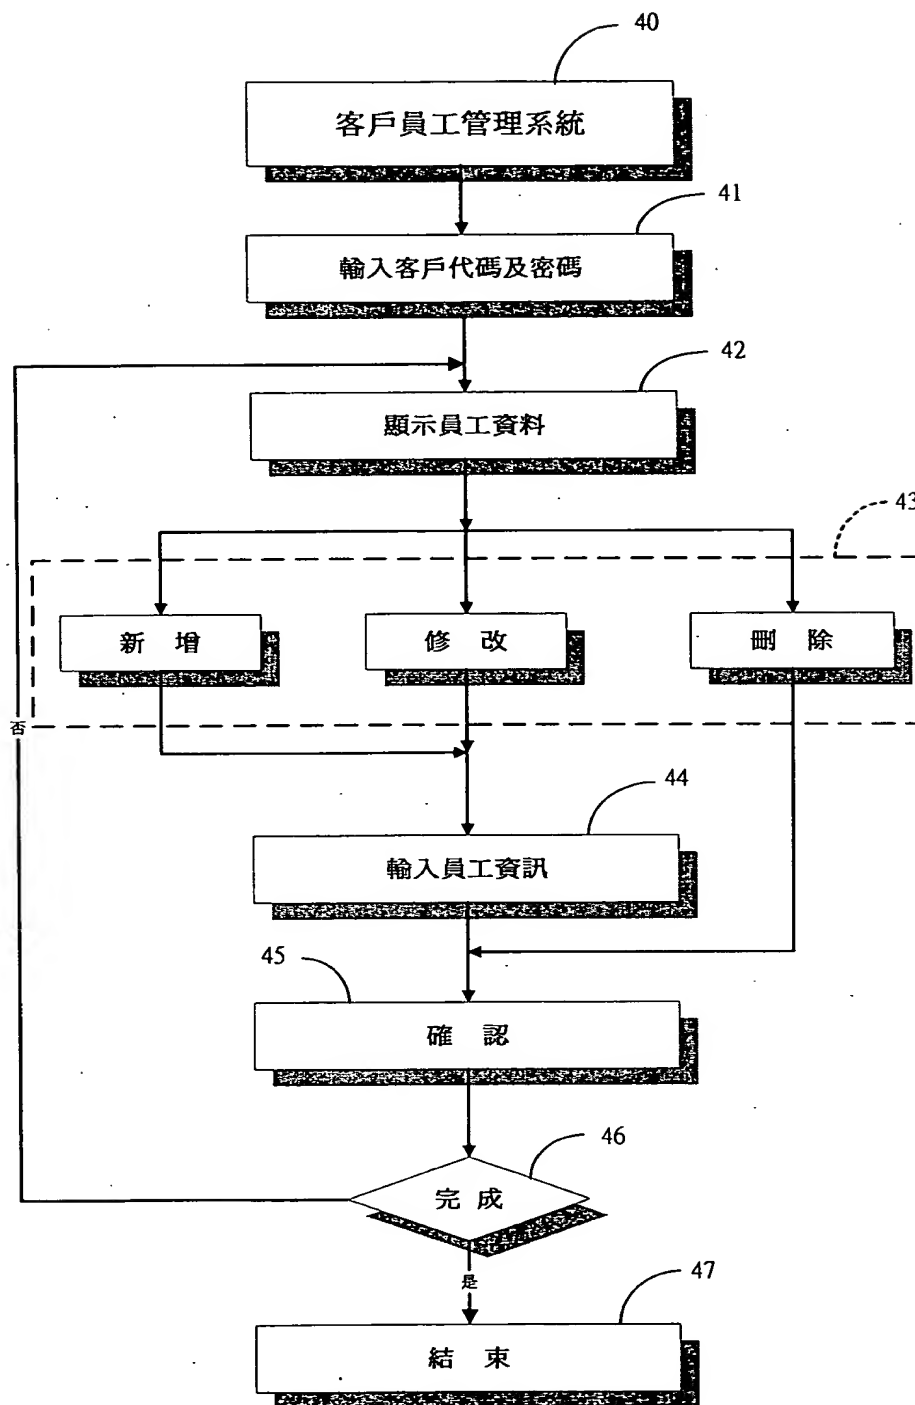 40
客戶員工管理系統
41
輸入客戶代碼及密碼
42
顯示員工資料
43
新 增
修 改
刪 除
否
44
輸入員工資訊
45
確 認
46
完 成
是
47
結 束